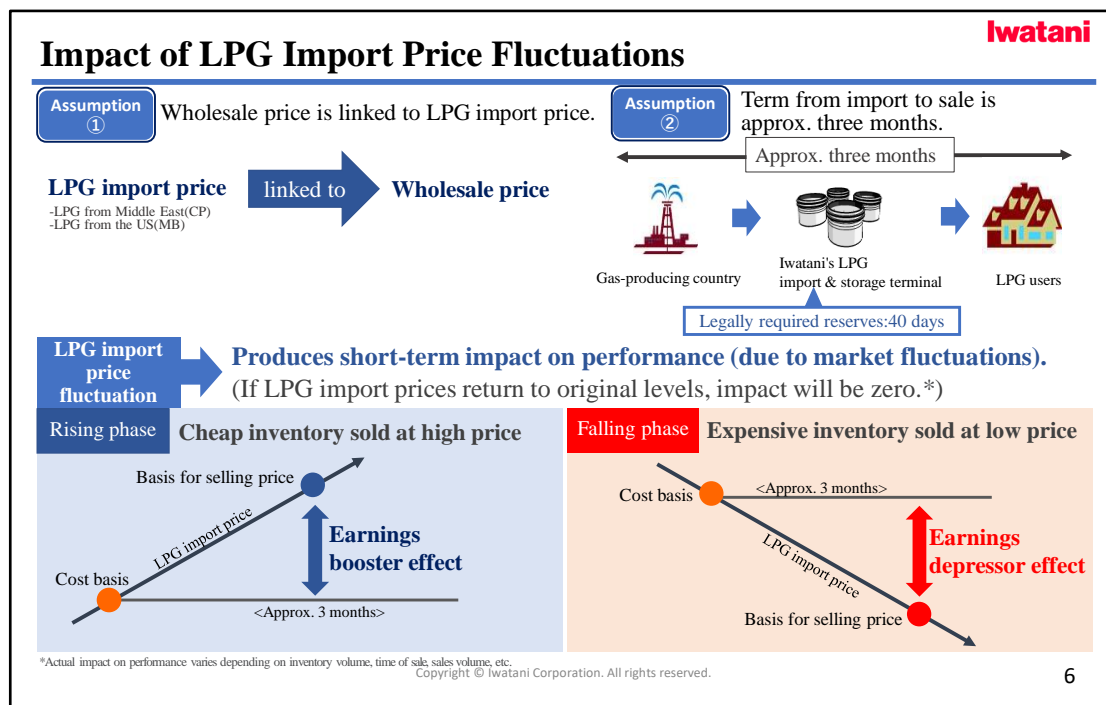 Iwatani
Impact of LPG Import Price Fluctuations
Assumption
①
Wholesale price is linked to LPG import price.
Assumption
②
Term from import to sale is
approx. three months.
Approx. three months
LPG import price
-LPG from Middle East(CP)
-LPG from the US(MB)
linked to
Wholesale price
Gas-producing country
Iwatani's LPG
import & storage terminal
LPG users
Legally required reserves:40 days
LPG import
price
fluctuation
Produces short-term impact on performance (due to market fluctuations).
(If LPG import prices return to original levels, impact will be zero.*)
Rising phase
Cheap inventory sold at high price
Basis for selling price
LPG import price
Earnings
booster effect
Cost basis
<Approx. 3 months>
Falling phase
Expensive inventory sold at low price
Cost basis
<Approx. 3 months>
LPG import price
Earnings
depressor effect
Basis for selling price
*Actual impact on performance varies depending on inventory volume, time of sale, sales volume, etc.
Copyright © Iwatani Corporation. All rights reserved.
6